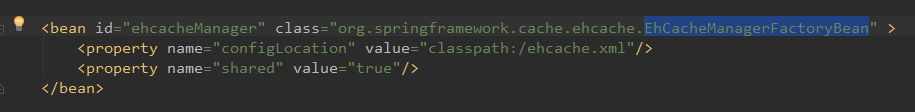 <bean id="ehcacheManager" class="org.springframework.cache.ehcache.EhCacheManagerFactoryBean" >
<property name="configLocation" value="classpath:/ehcache.xml"/>
<property name="shared" value="true"/>
</bean>